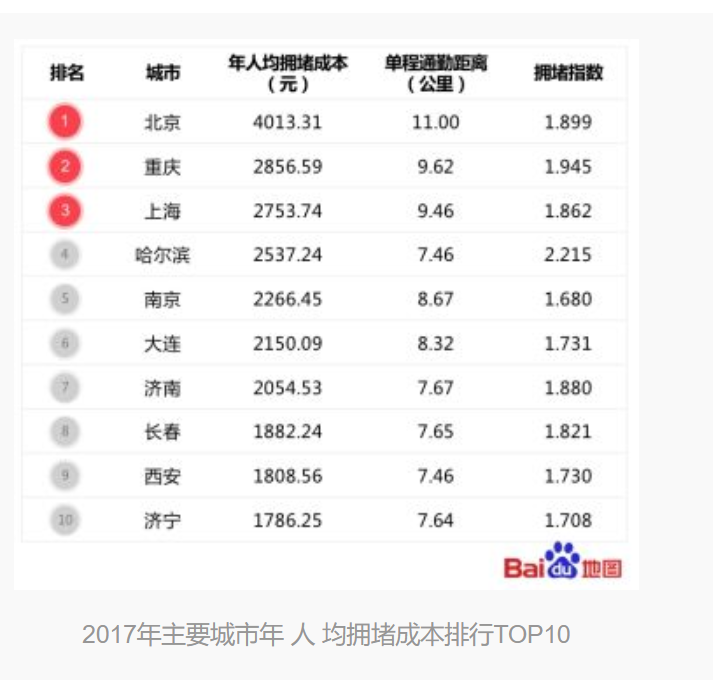 排名 城市 年人均拥堵成本（元） 单程通勤距离（公里） 拥堵指数
1 北京 4013.31 11.00 1.899
2 重庆 2856.59 9.62 1.945
3 上海 2753.74 9.46 1.862
4 哈尔滨 2537.24 7.46 2.215
5 南京 2266.45 8.67 1.680
6 大连 2150.09 8.32 1.731
7 济南 2054.53 7.67 1.880
8 长春 1882.24 7.65 1.821
9 西安 1808.56 7.46 1.730
10 济宁 1786.25 7.64 1.708
Bai du 地图
2017年主要城市年 人 均拥堵成本排行TOP10